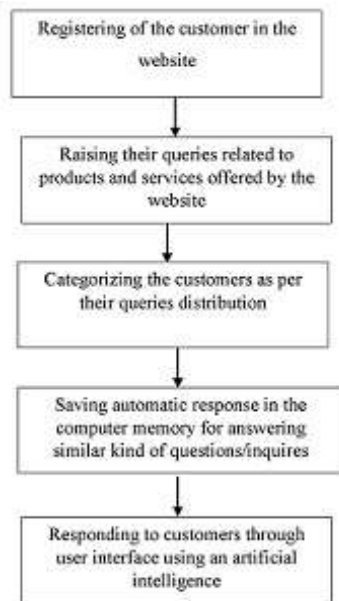 Registering of the customer in the
website
Raising their queries related to
products and services offered by the
website
Categorizing the customers as per
their queries distribution
Saving automatic response in the
computer memory for answering
similar kind of questions/inquires
Responding to customers through
user interface using an artificial
intelligence